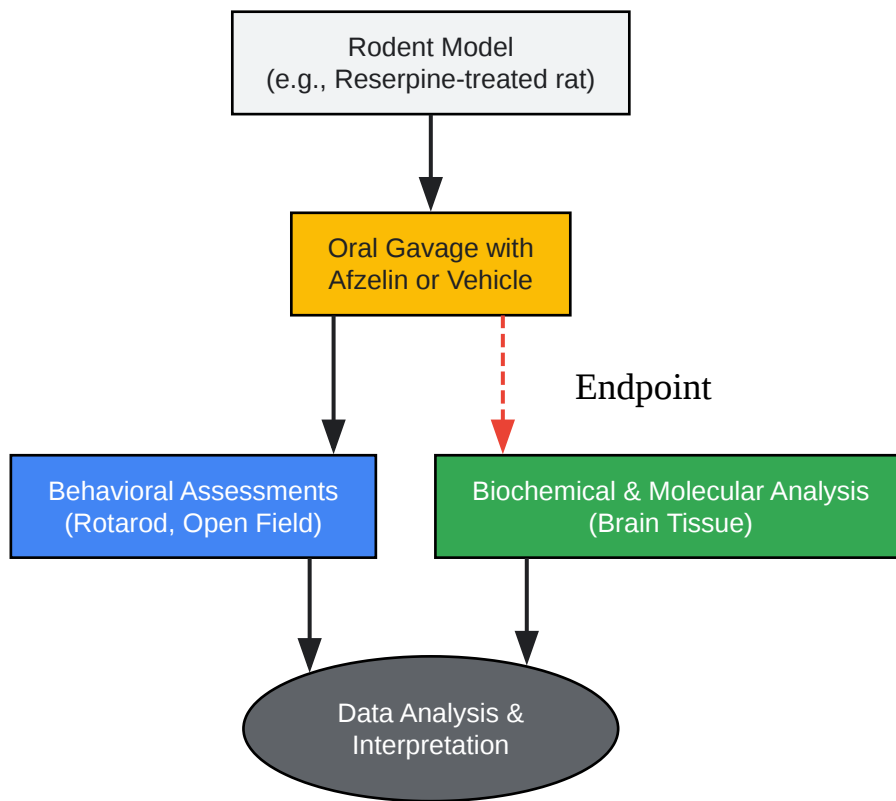 Rodent Model
(e.g., Reserpine-treated rat)
Oral Gavage with
Afzelin or Vehicle
Endpoint
Behavioral Assessments
(Rotarod, Open Field)
Biochemical & Molecular Analysis
(Brain Tissue)
Data Analysis &
Interpretation